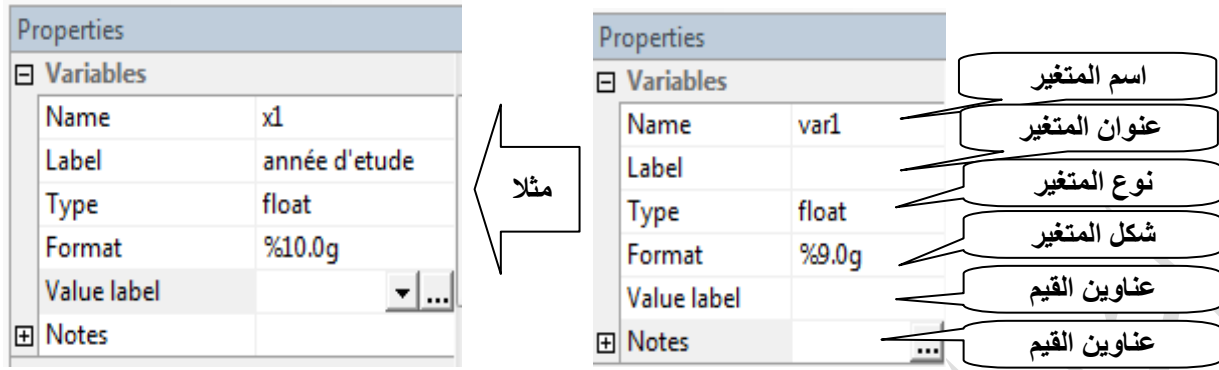 Properties
Variables
Name x1
Label année d'etude
Type float
Format %10.0g
Value label ...
Notes
مثلا
Properties
Variables
Name var1
Label
Type float
Format %9.0g
Value label
Notes ...
اسم المتغير
عنوان المتغير
نوع المتغير
شكل المتغير
عناوين القيم
عناوين القيم